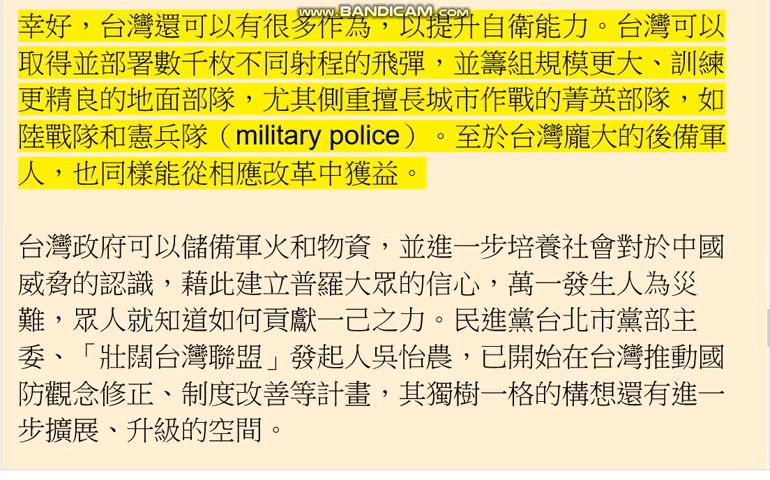 www.BANDICAM.com
幸好，台灣還可以有很多作為，以提升自衛能力。台灣可以
取得並部署數千枚不同射程的飛彈，並籌組規模更大、訓練
更精良的地面部隊，尤其側重擅長城市作戰的菁英部隊，如
陸戰隊和憲兵隊（military police）。至於台灣龐大的後備軍
人，也同樣能從相應改革中獲益。
台灣政府可以儲備軍火和物資，並進一步培養社會對於中國
威脅的認識，藉此建立普羅大眾的信心，萬一發生人為災
難，眾人就知道如何貢獻一己之力。民進黨台北市黨部主
委、「壯闊台灣聯盟」發起人吳怡農，已開始在台灣推動國
防觀念修正、制度改善等計畫，其獨樹一格的構想還有進一
步擴展、升級的空間。